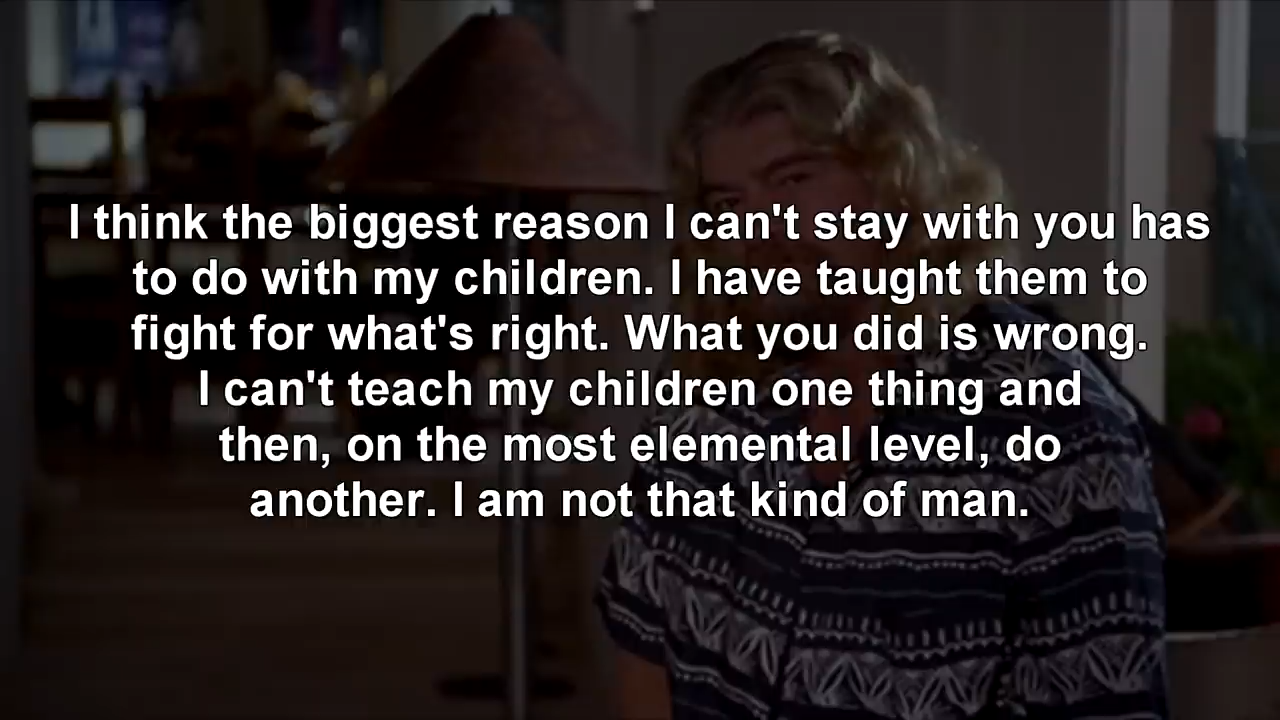 I think the biggest reason I can't stay with you has
to do with my children. I have taught them to
fight for what's right. What you did is wrong.
I can't teach my children one thing and
then, on the most elemental level, do
another. I am not that kind of man.